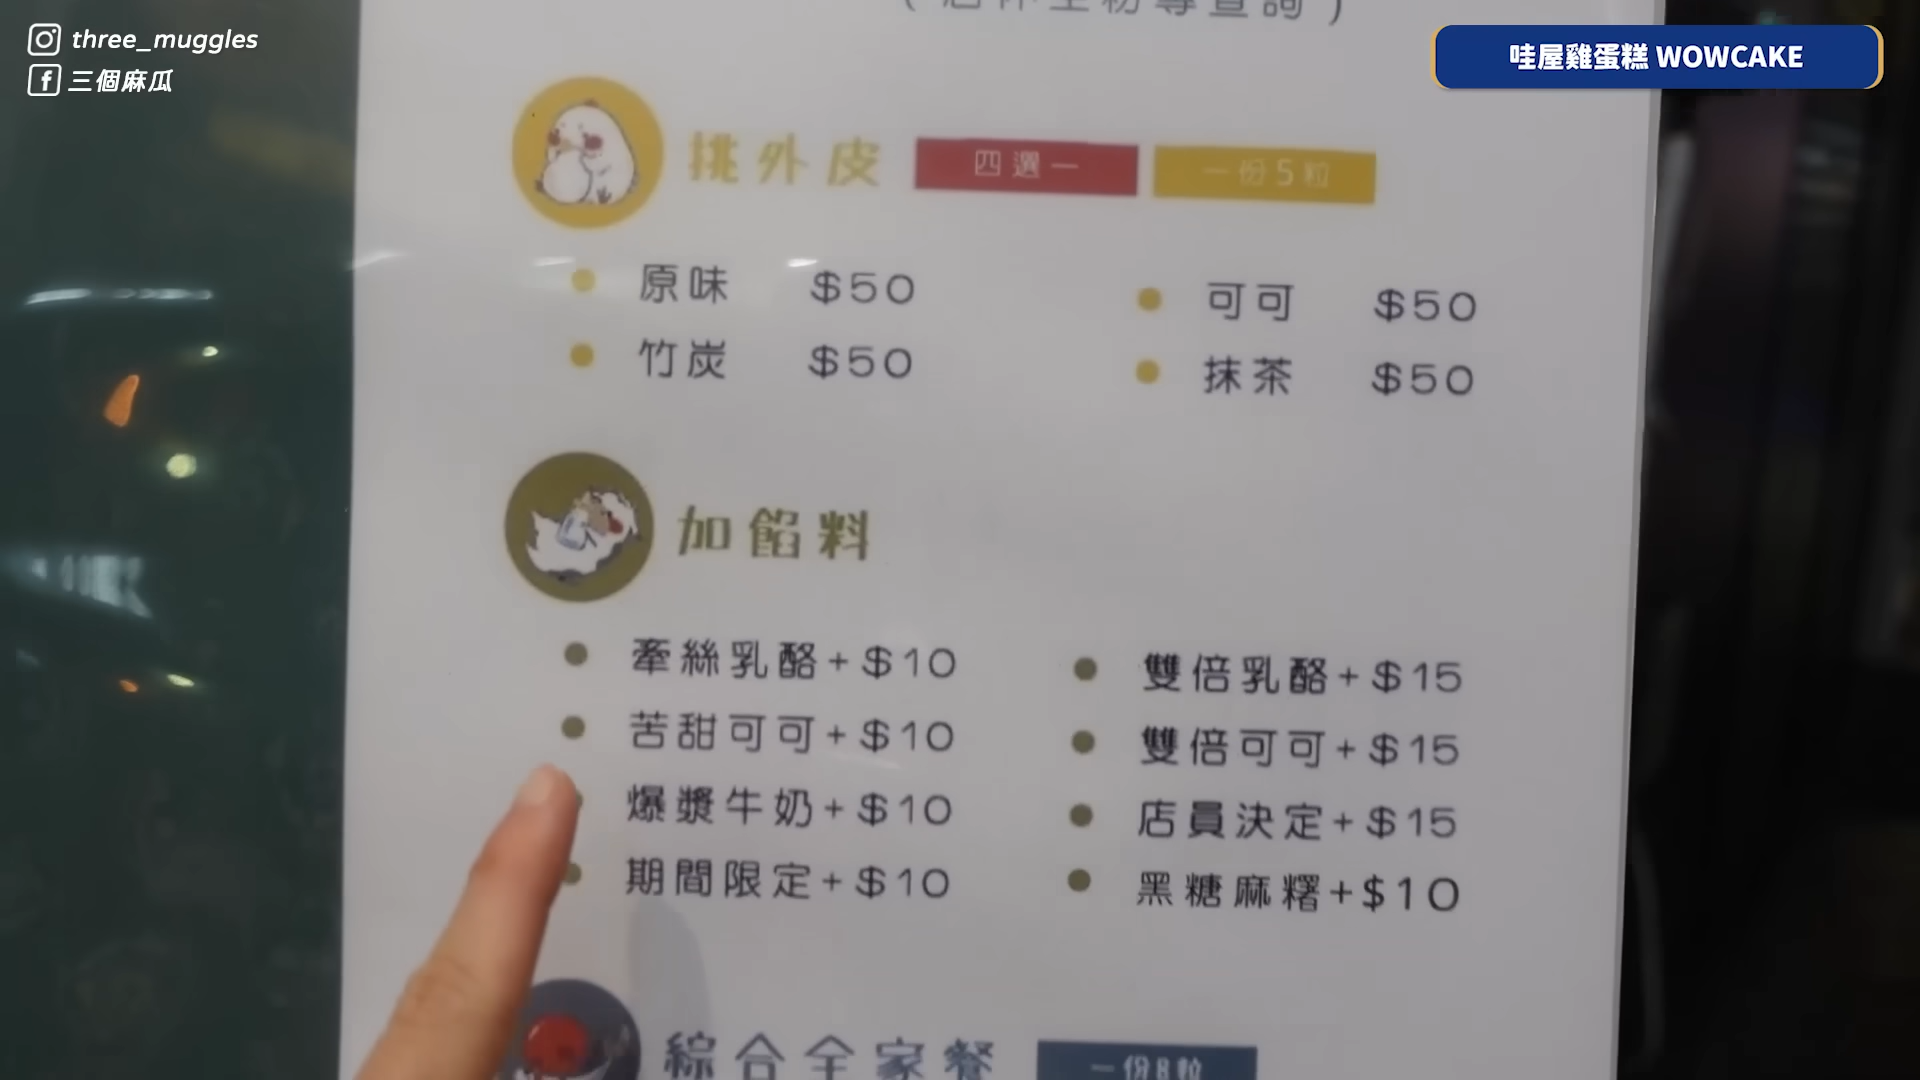 three_muggles
三個麻瓜
哇屋雞蛋糕 WOWCAKE
挑外皮 四選一 一份5粒
原味 $50 可可 $50
竹炭 $50 抹茶 $50
加餡料
牽絲乳酪+$10 雙倍乳酪+$15
苦甜可可+$10 雙倍可可+$15
爆漿牛奶+$10 店員決定+$15
期間限定+$10 黑糖麻糬+$10
綜合全家餐 一份8粒